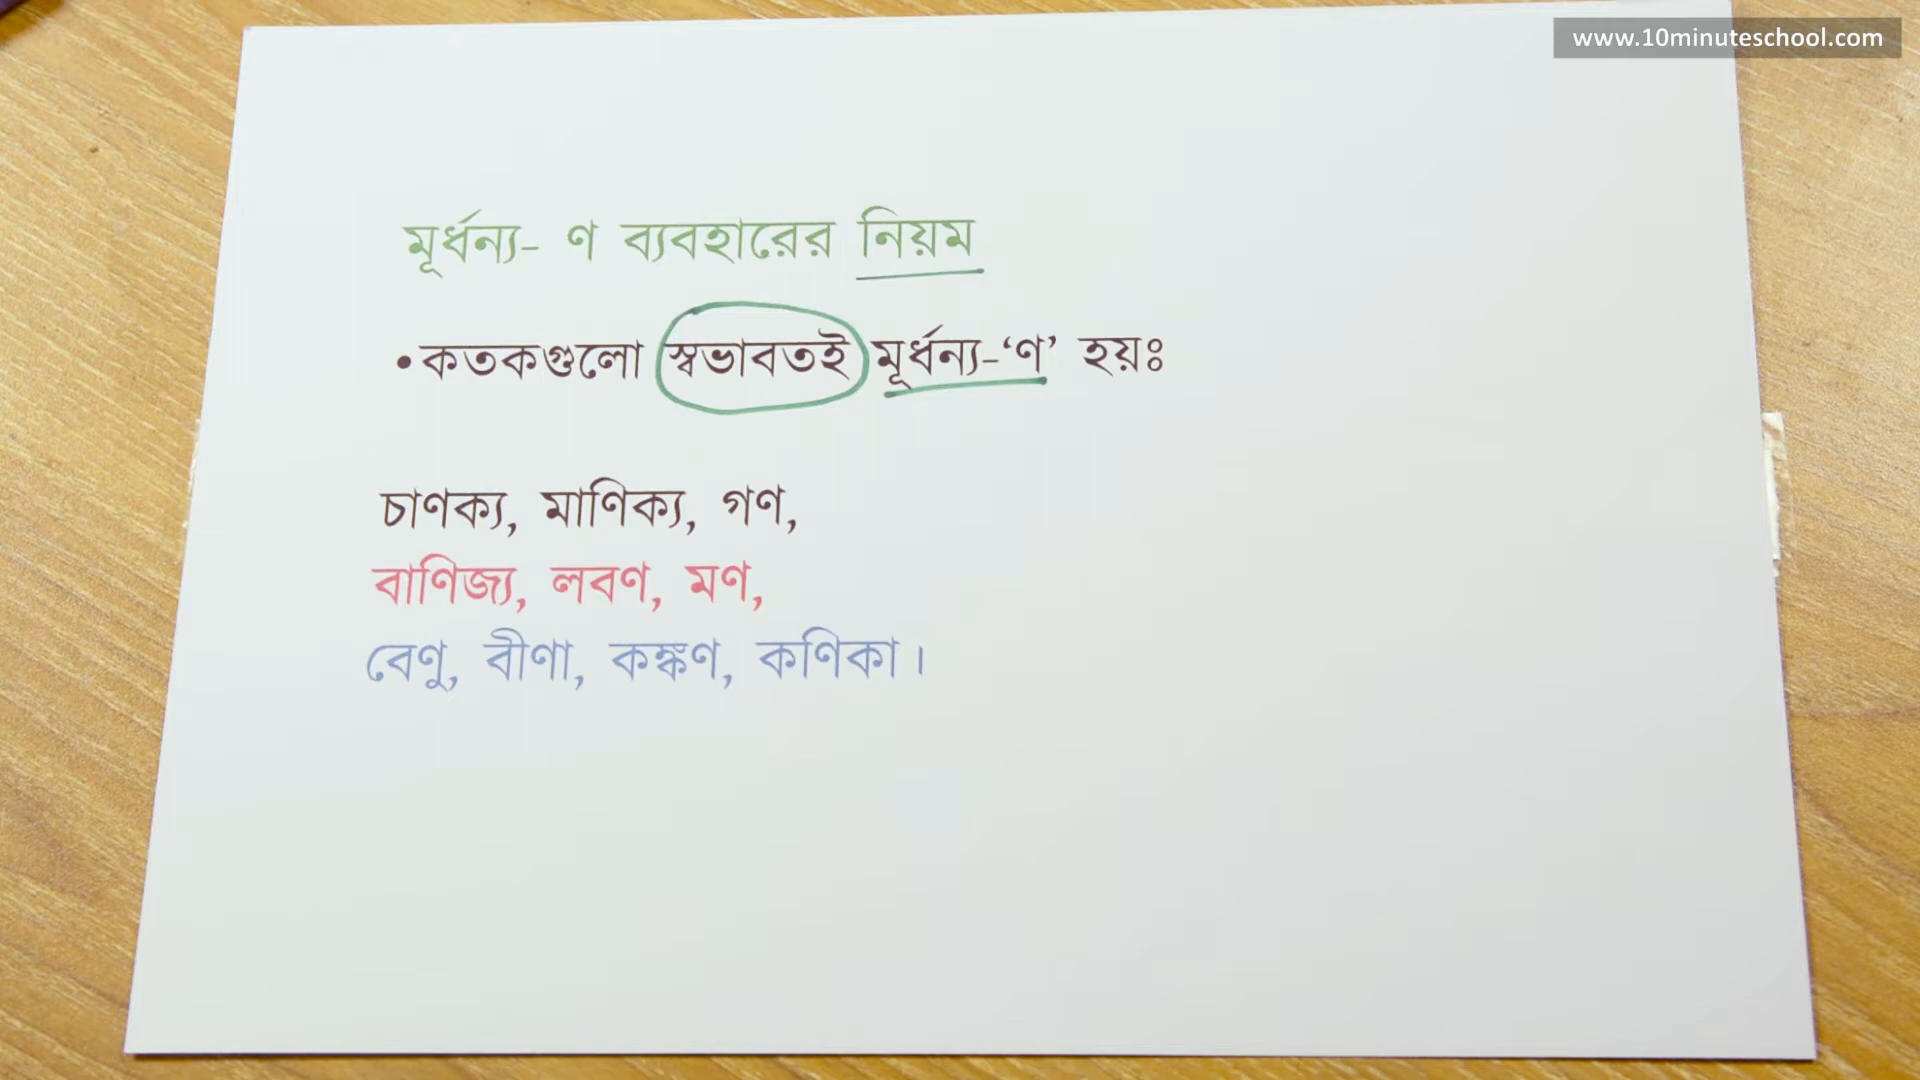 www.10minuteschool.com
মূর্ধন্য- ণ ব্যবহারের নিয়ম
•কতকগুলো স্বভাবতই মূর্ধন্য-‘ণ’ হয়ঃ
চাণক্য, মাণিক্য, গণ,
বাণিজ্য, লবণ, মণ,
বেণু, বীণা, কঙ্কণ, কণিকা।